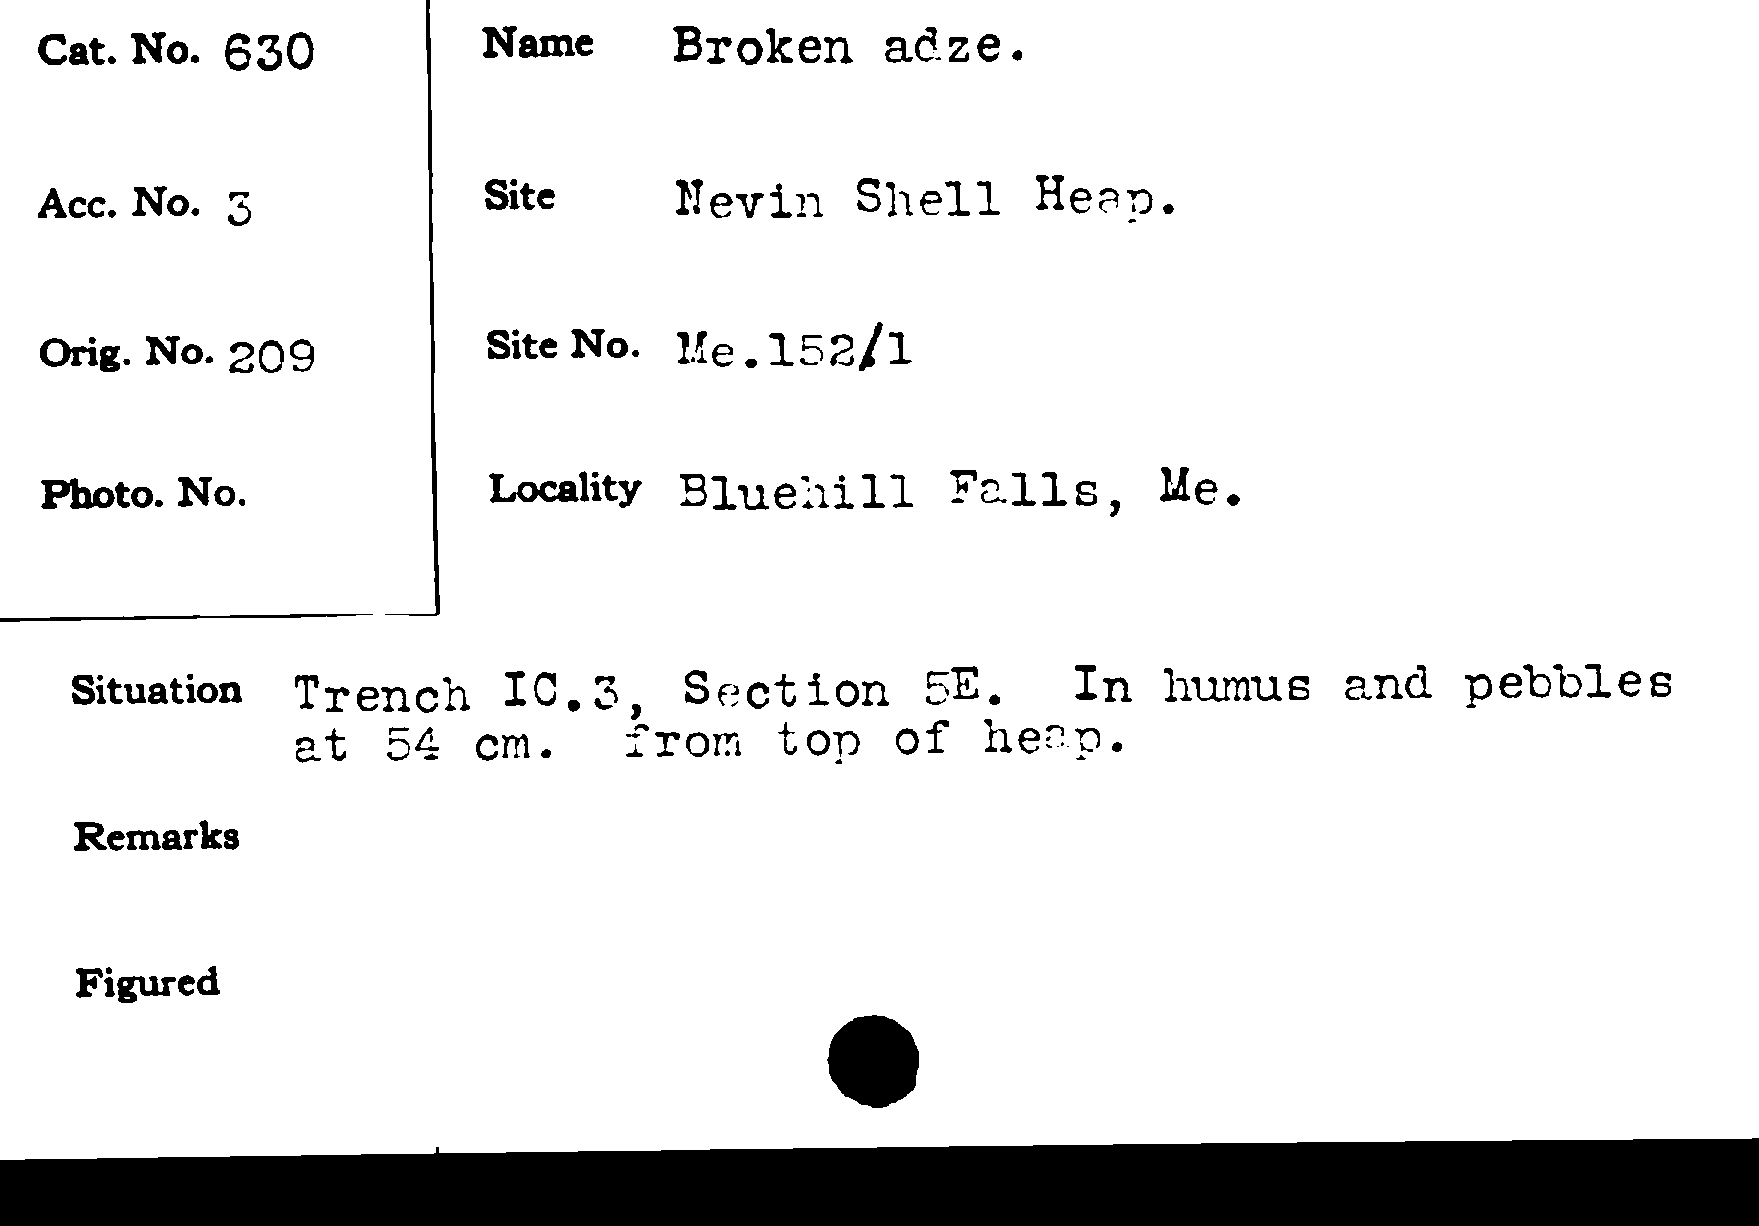 Cat. No. 630
Name Broken adze.
Acc. No. 3
Site Nevin Shell Heap.
Orig. No. 209
Site No. Me.152/1
Photo. No.
Locality Bluehill Falls, Me.
Situation Trench IC.3, Section 5E. In humus and pebbles
at 54 cm. from top of heap.
Remarks
Figured